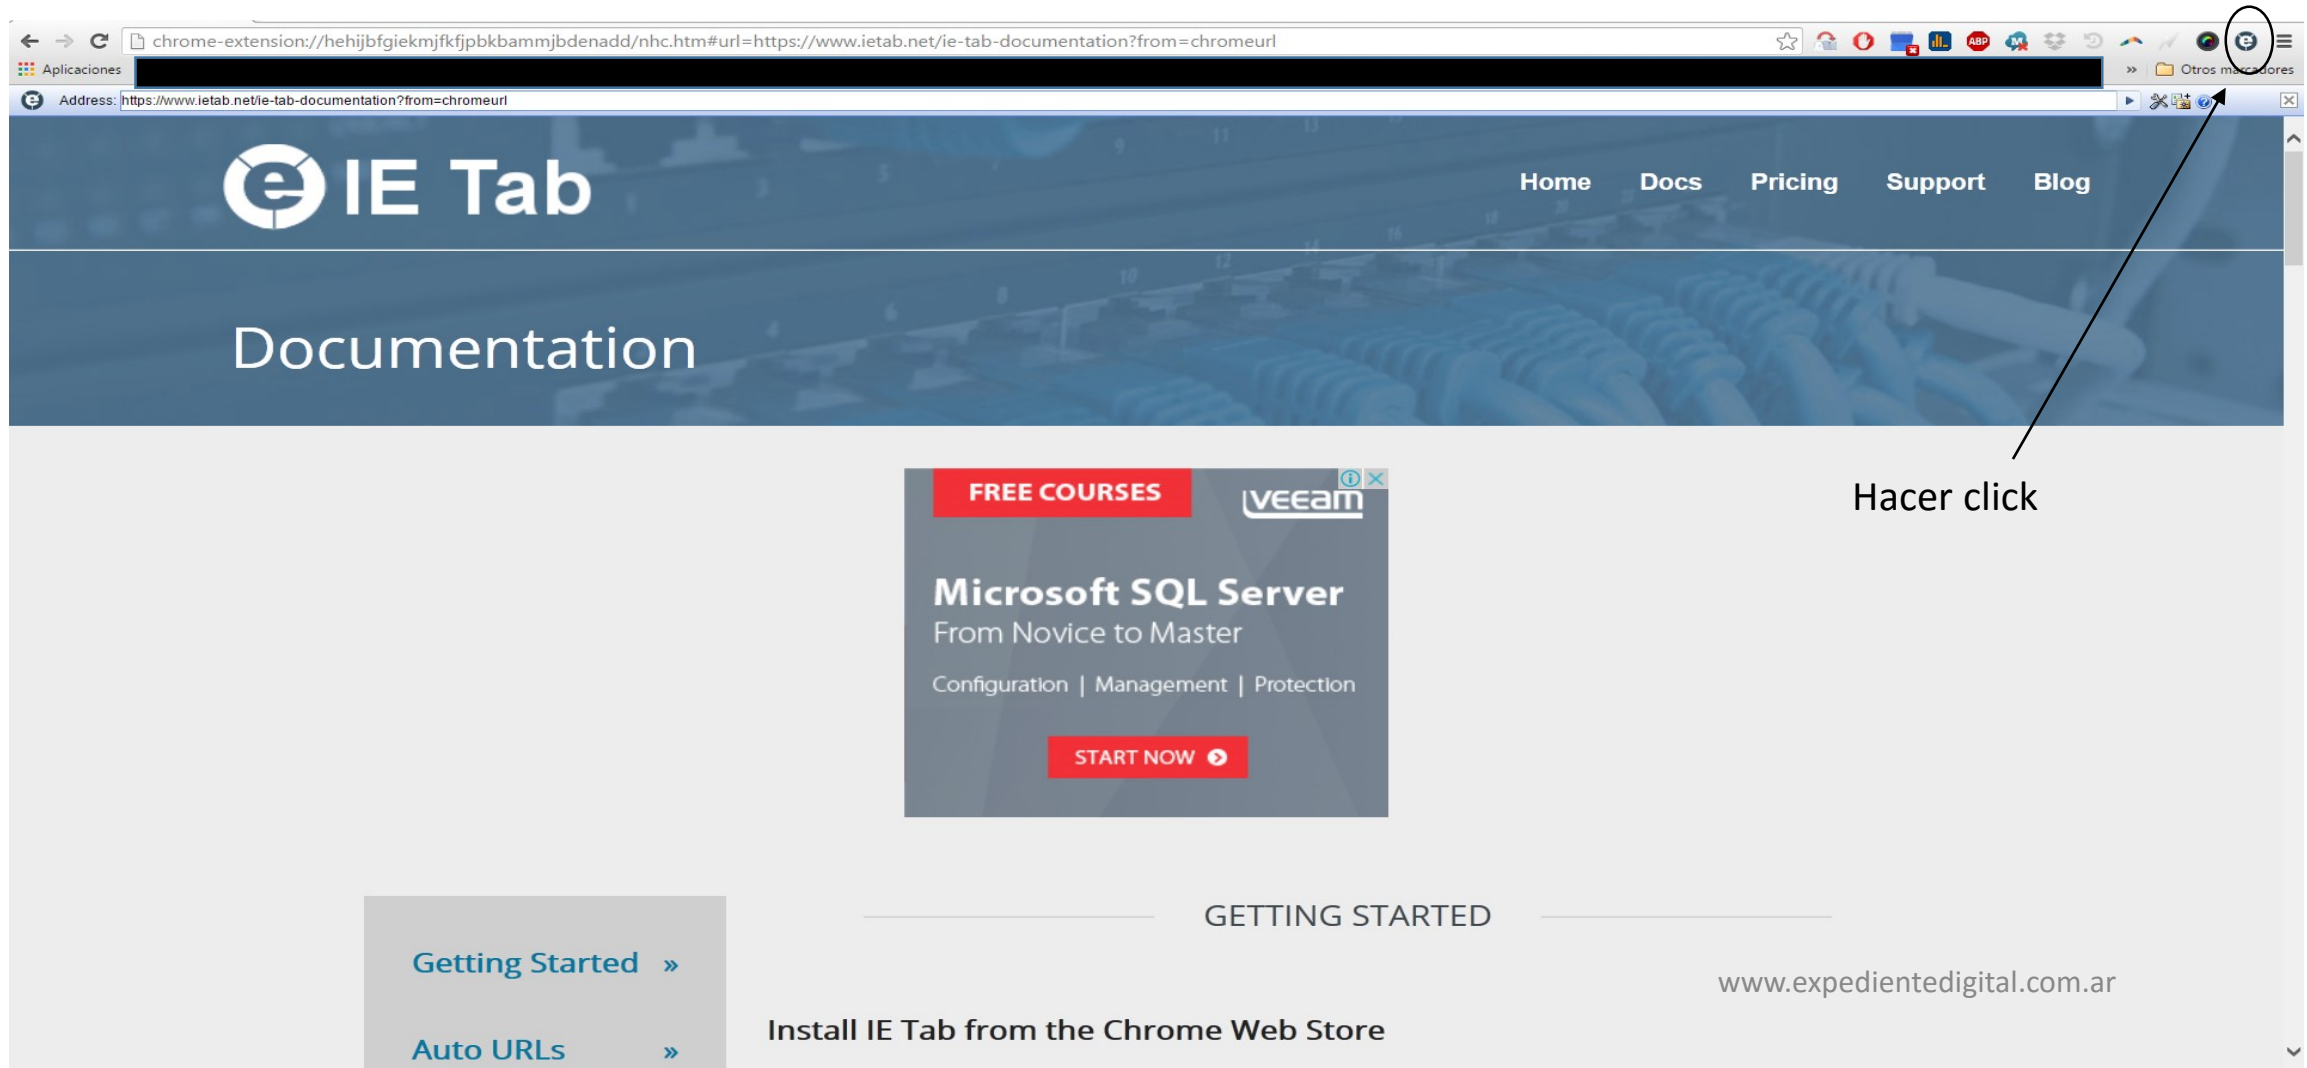 chrome-extension://hehijbfgiekmjfkfjpbkbammjbdenadd/nhc.htm#url=https://www.ietab.net/ie-tab-documentation?from=chromeurl
ABP
Aplicaciones
» Otros marcadores
Address: https://www.ietab.net/ie-tab-documentation?from=chromeurl
e IE Tab
Home Docs Pricing Support Blog
Documentation
FREE COURSES
veeam
Hacer click
Microsoft SQL Server
From Novice to Master
Configuration | Management | Protection
START NOW
GETTING STARTED
Getting Started »
www.expedientedigital.com.ar
Install IE Tab from the Chrome Web Store
Auto URLs »